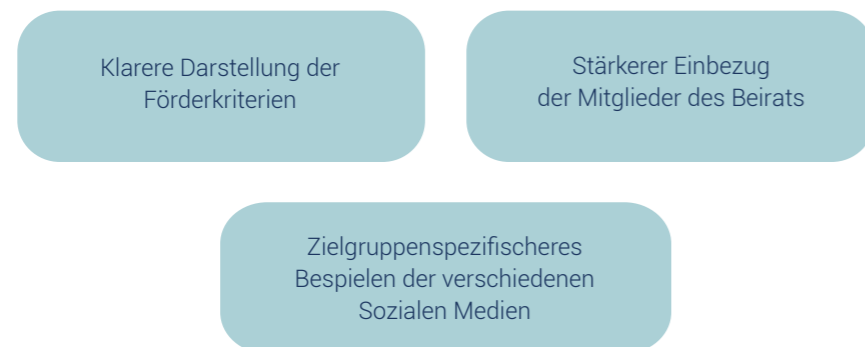 Klarere Darstellung der
Förderkriterien
Stärkerer Einbezug
der Mitglieder des Beirats
Zielgruppenspezifischeres
Bespielen der verschiedenen
Sozialen Medien